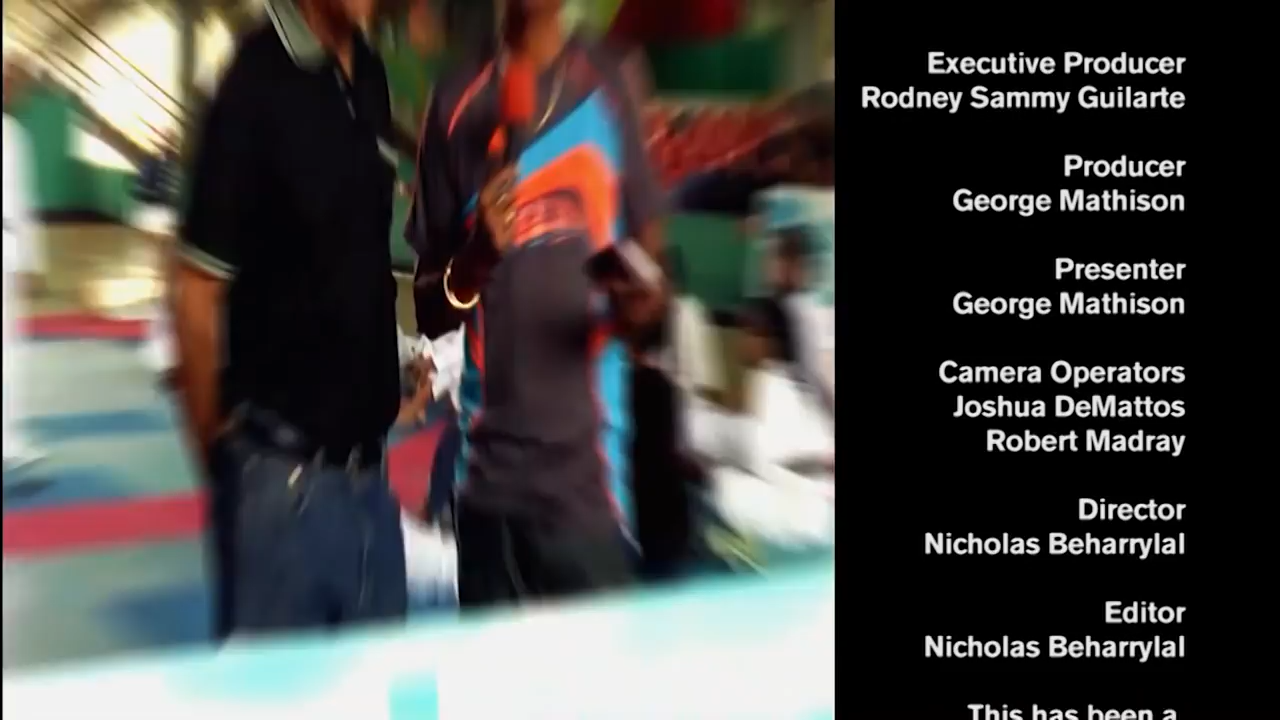 Executive Producer
Rodney Sammy Guilarte
Producer
George Mathison
Presenter
George Mathison
Camera Operators
Joshua DeMattos
Robert Madray
Director
Nicholas Beharrylal
Editor
Nicholas Beharrylal
This has been a